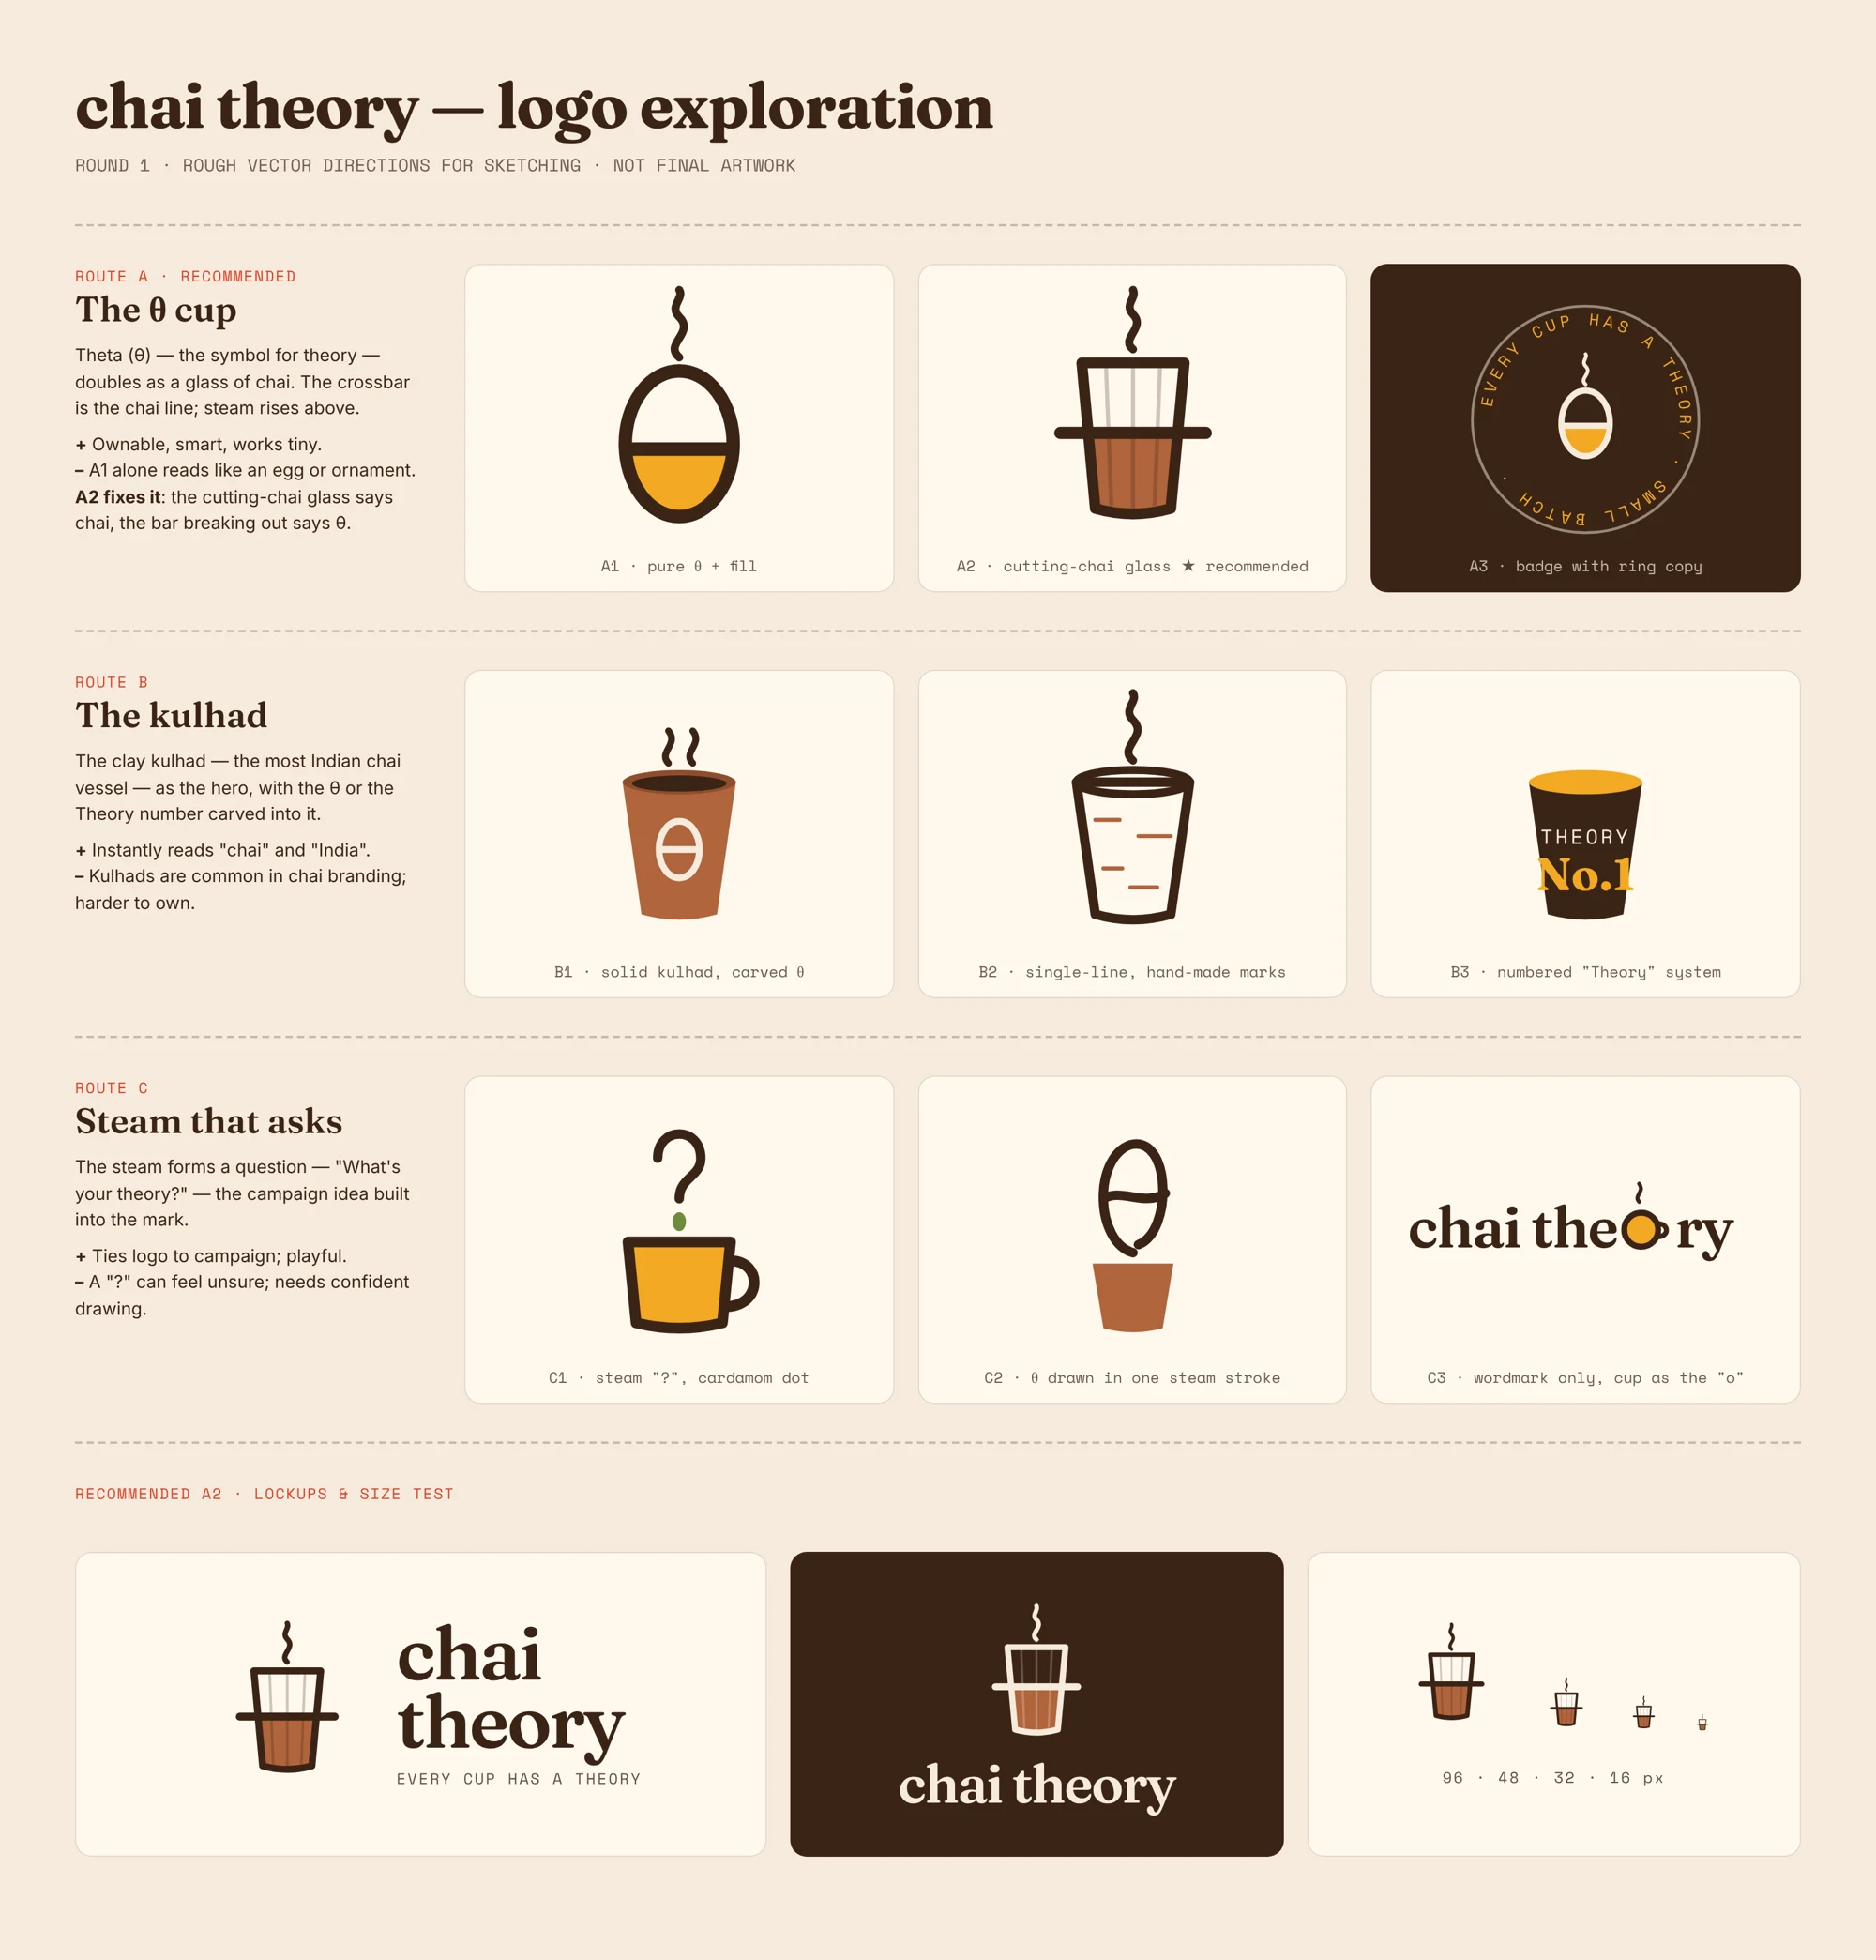 chai theory — logo exploration
ROUND 1 · ROUGH VECTOR DIRECTIONS FOR SKETCHING · NOT FINAL ARTWORK
ROUTE A · RECOMMENDED
The θ cup
Theta (θ) — the symbol for theory —
doubles as a glass of chai. The crossbar
is the chai line; steam rises above.
+ Ownable, smart, works tiny.
– A1 alone reads like an egg or ornament.
A2 fixes it: the cutting-chai glass says
chai, the bar breaking out says θ.
A1 · pure θ + fill
A2 · cutting-chai glass ★ recommended
EVERY CUP HAS A THEORY · SMALL BATCH ·
A3 · badge with ring copy
ROUTE B
The kulhad
The clay kulhad — the most Indian chai
vessel — as the hero, with the θ or the
Theory number carved into it.
+ Instantly reads "chai" and "India".
– Kulhads are common in chai branding;
harder to own.
θ
B1 · solid kulhad, carved θ
B2 · single-line, hand-made marks
THEORY
No.1
B3 · numbered "Theory" system
ROUTE C
Steam that asks
The steam forms a question — "What's
your theory?" — the campaign idea built
into the mark.
+ Ties logo to campaign; playful.
– A "?" can feel unsure; needs confident
drawing.
?
C1 · steam "?", cardamom dot
θ
C2 · θ drawn in one steam stroke
chai theory
C3 · wordmark only, cup as the "o"
RECOMMENDED A2 · LOCKUPS & SIZE TEST
chai
theory
EVERY CUP HAS A THEORY
chai theory
96 · 48 · 32 · 16 px